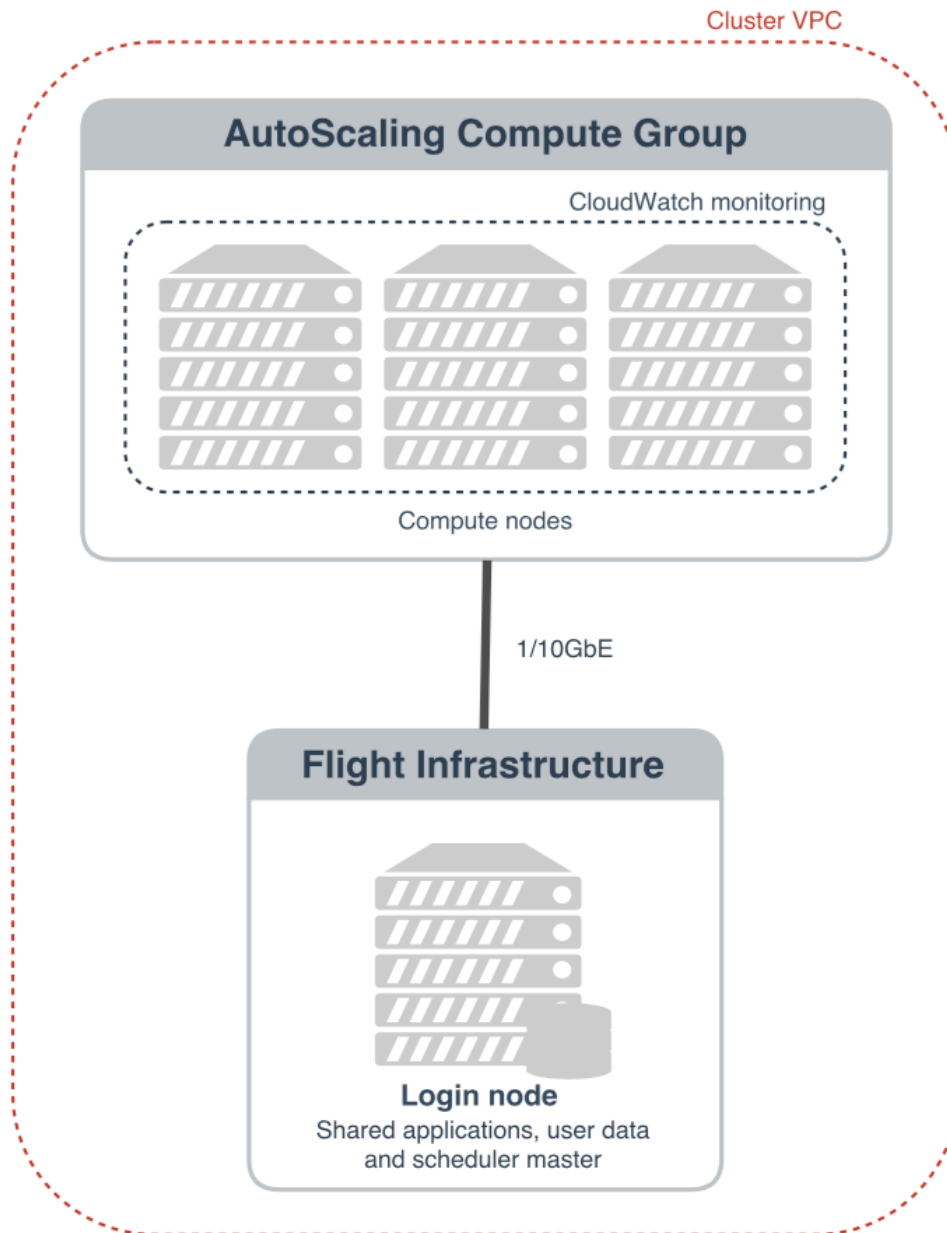 Cluster VPC
AutoScaling Compute Group
CloudWatch monitoring
Compute nodes
1/10GbE
Flight Infrastructure
Login node
Shared applications, user data
and scheduler master